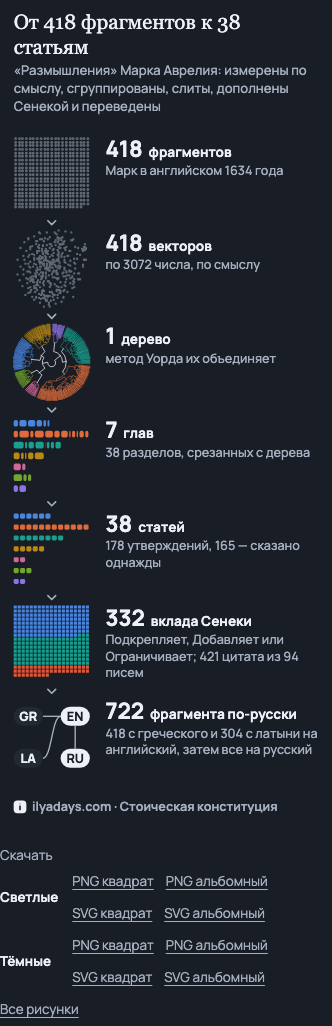 От 418 фрагментов к 38
статьям
«Размышления» Марка Аврелия: измерены по
смыслу, сгруппированы, слиты, дополнены
Сенекой и переведены
418 фрагментов
Марк в английском 1634 года
418 векторов
по 3072 числа, по смыслу
1 дерево
метод Уорда их объединяет
7 глав
38 разделов, срезанных с дерева
38 статей
178 утверждений, 165 — сказано
однажды
332 вклада Сенеки
Подкрепляет, Добавляет или
Ограничивает; 421 цитата из 94
писем
GR EN
LA RU
722 фрагмента по-русски
418 с греческого и 304 с латыни на
английский, затем все на русский
ilyadays.com · Стоическая конституция
Скачать
Светлые
PNG квадрат PNG альбомный
SVG квадрат SVG альбомный
Тёмные
PNG квадрат PNG альбомный
SVG квадрат SVG альбомный
Все рисунки